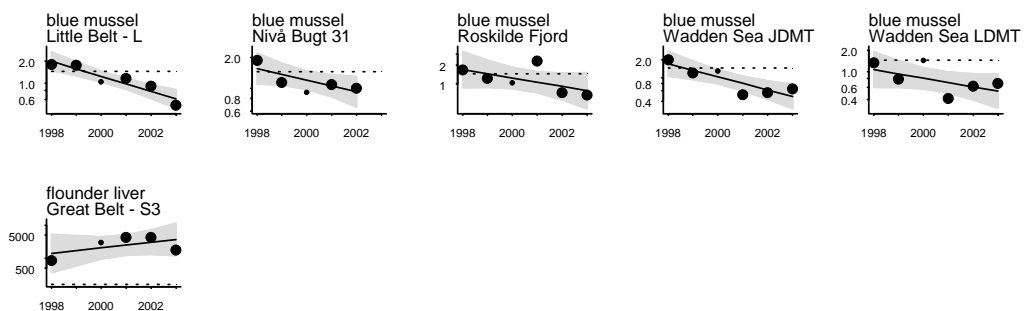 blue mussel
Little Belt - L
2.0
1.0
0.6
1998 2000 2002
blue mussel
Nivå Bugt 31
2.0
0.8
0.6
1998 2000 2002
blue mussel
Roskilde Fjord
2
1
1998 2000 2002
blue mussel
Wadden Sea JDMT
2.0
0.8
0.4
1998 2000 2002
blue mussel
Wadden Sea LDMT
2.0
1.0
0.6
0.4
1998 2000 2002
flounder liver
Great Belt - S3
5000
500
1998 2000 2002